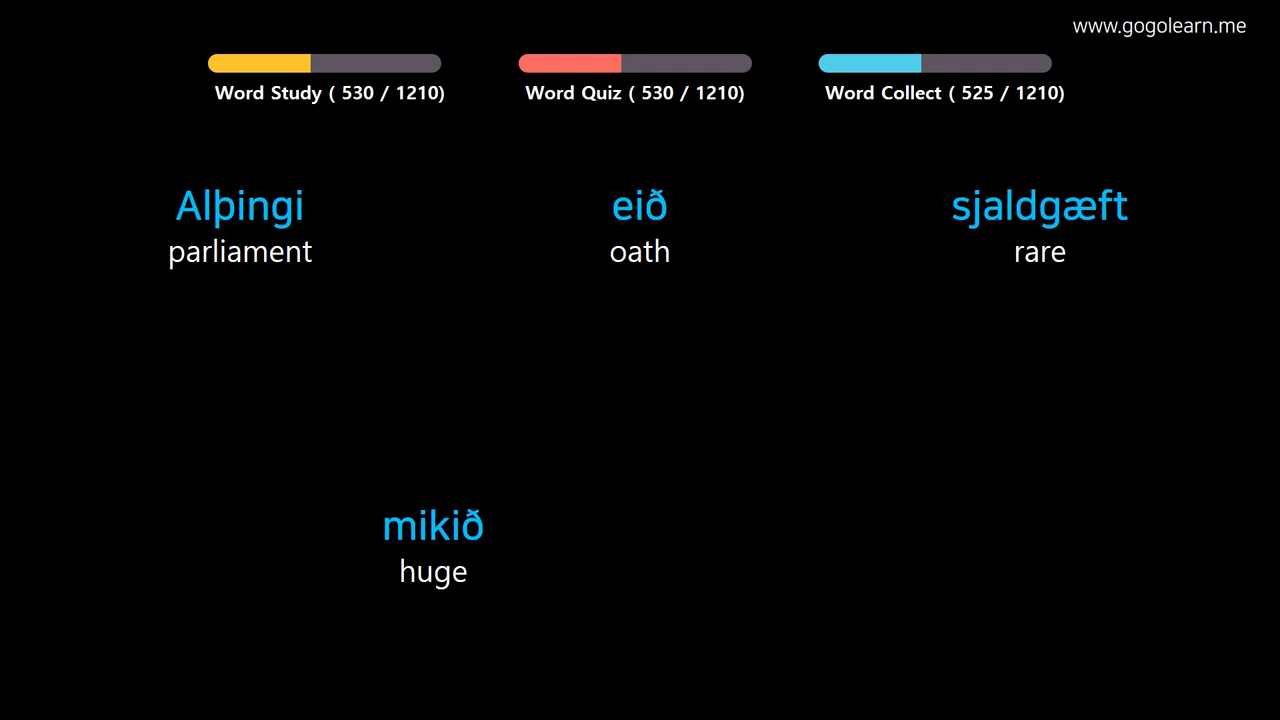 www.gogolearn.me
Word Study ( 530 / 1210)
Word Quiz ( 530 / 1210)
Word Collect ( 525 / 1210)
Alþingi
parliament
eið
oath
sjaldgæft
rare
mikið
huge